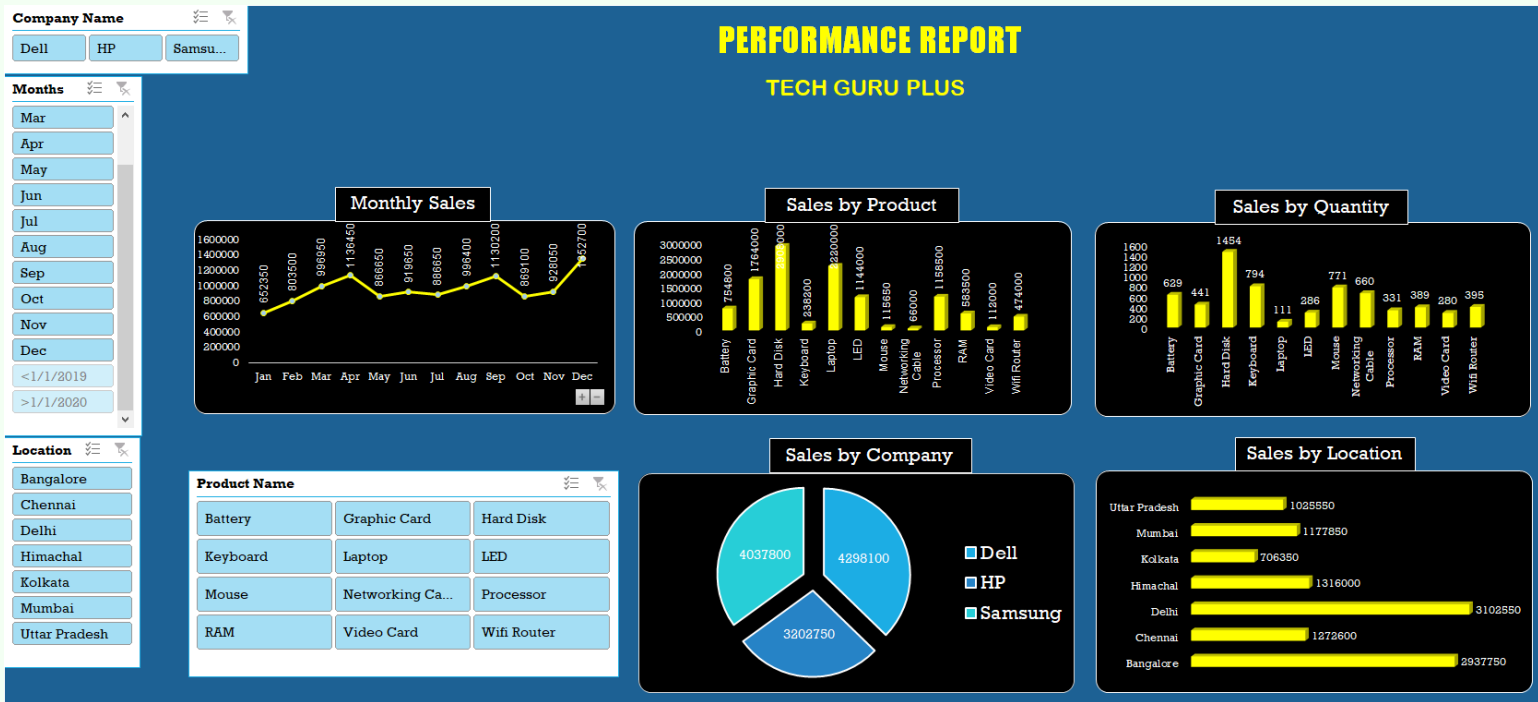 Company Name
Dell HP Samsu...
PERFORMANCE REPORT
TECH GURU PLUS
Months
Mar
Apr
May
Jun
Jul
Aug
Sep
Oct
Nov
Dec
<1/1/2019
>1/1/2020
Location
Bangalore
Chennai
Delhi
Himachal
Kolkata
Mumbai
Uttar Pradesh
Monthly Sales
1600000
1400000
1200000
1000000
800000
600000
400000
200000
0
652350 803500 996950 1136450 866650 919650 886650 996400 1130200 869100 928050 1352700
Jan Feb Mar Apr May Jun Jul Aug Sep Oct Nov Dec
+ −
Sales by Product
3000000
2500000
2000000
1500000
1000000
500000
0
754800 1764000 238200 2220000 1144000 115650 66000 1158500 583500 112000 474000
Battery
Graphic Card
Hard Disk
Keyboard
Laptop
LED
Mouse
Networking
Cable
Processor
RAM
Video Card
Wifi Router
Sales by Quantity
1600
1400
1200
1000
800
600
400
200
0
629 441 1454 794 111 286 771 660 331 389 280 395
Battery
Graphic Card
Hard Disk
Keyboard
Laptop
LED
Mouse
Networking
Cable
Processor
RAM
Video Card
Wifi Router
Product Name
Battery Graphic Card Hard Disk
Keyboard Laptop LED
Mouse Networking Ca... Processor
RAM Video Card Wifi Router
Sales by Company
4037800 4298100
3202750
Dell
HP
Samsung
Sales by Location
Uttar Pradesh 1025550
Mumbai 1177850
Kolkata 706350
Himachal 1316000
Delhi 3102550
Chennai 1272600
Bangalore 2937750